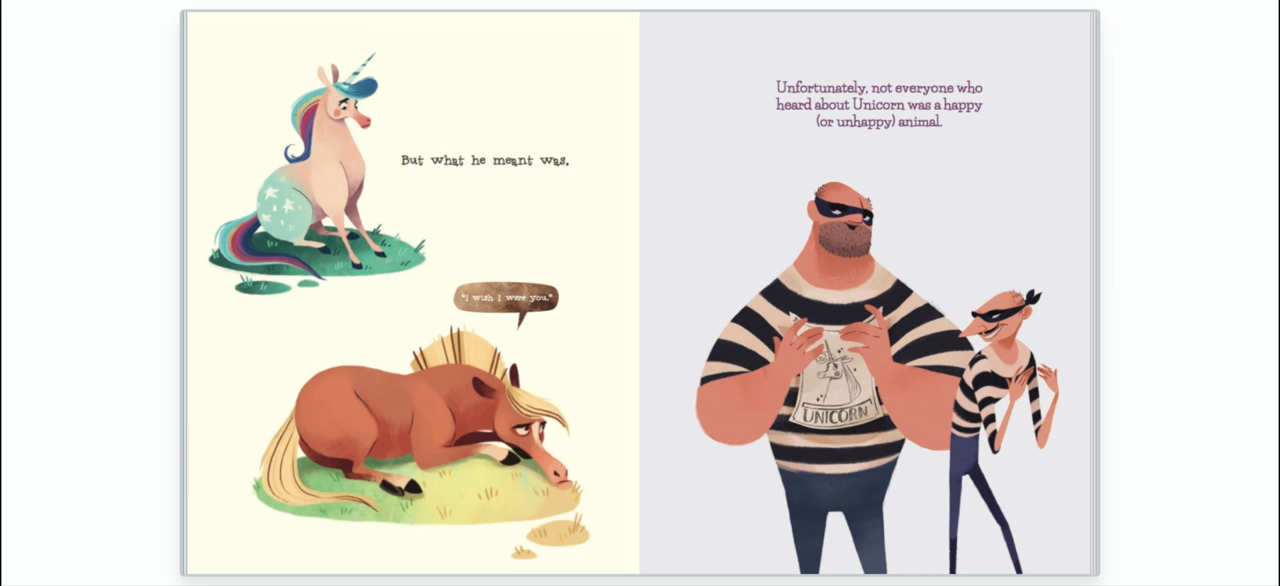 But what he meant was,
"I wish I were you."
Unfortunately, not everyone who
heard about Unicorn was a happy
(or unhappy) animal.
UNICORN